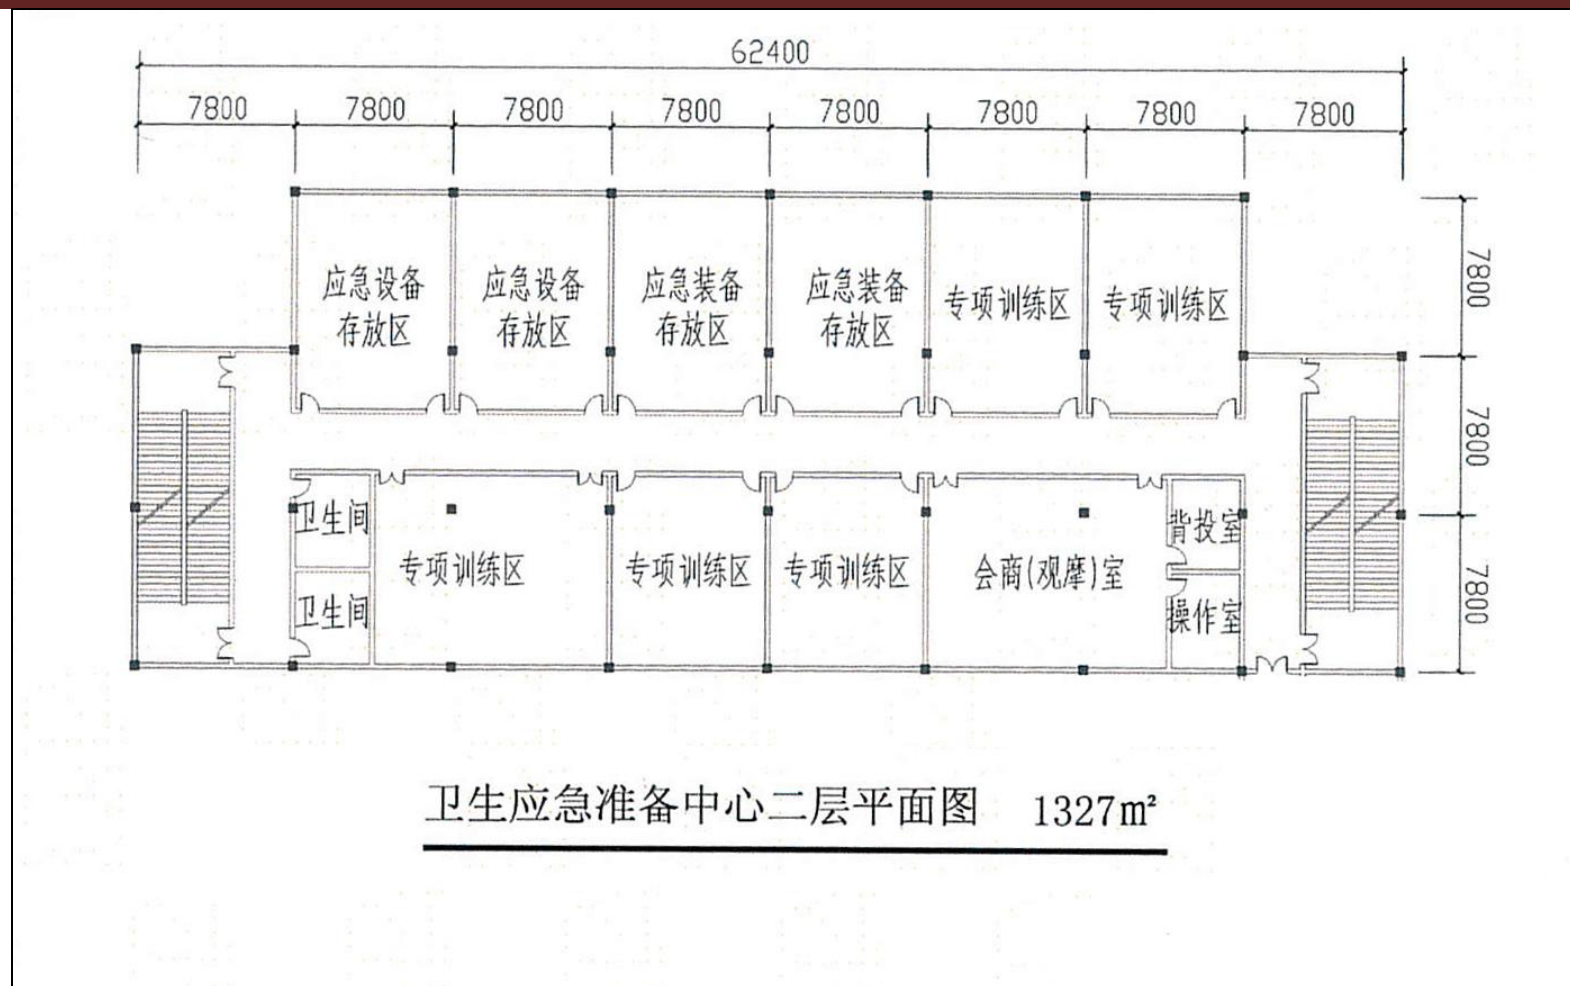 62400
7800 7800 7800 7800 7800 7800 7800 7800
应急设备 应急设备 应急装备 应急装备
存放区 存放区 存放区 存放区
专项训练区 专项训练区
7800
7800
7800
卫生间
卫生间
专项训练区 专项训练区 专项训练区 会商(观摩)室
背投室
操作室
卫生应急准备中心二层平面图 1327m²